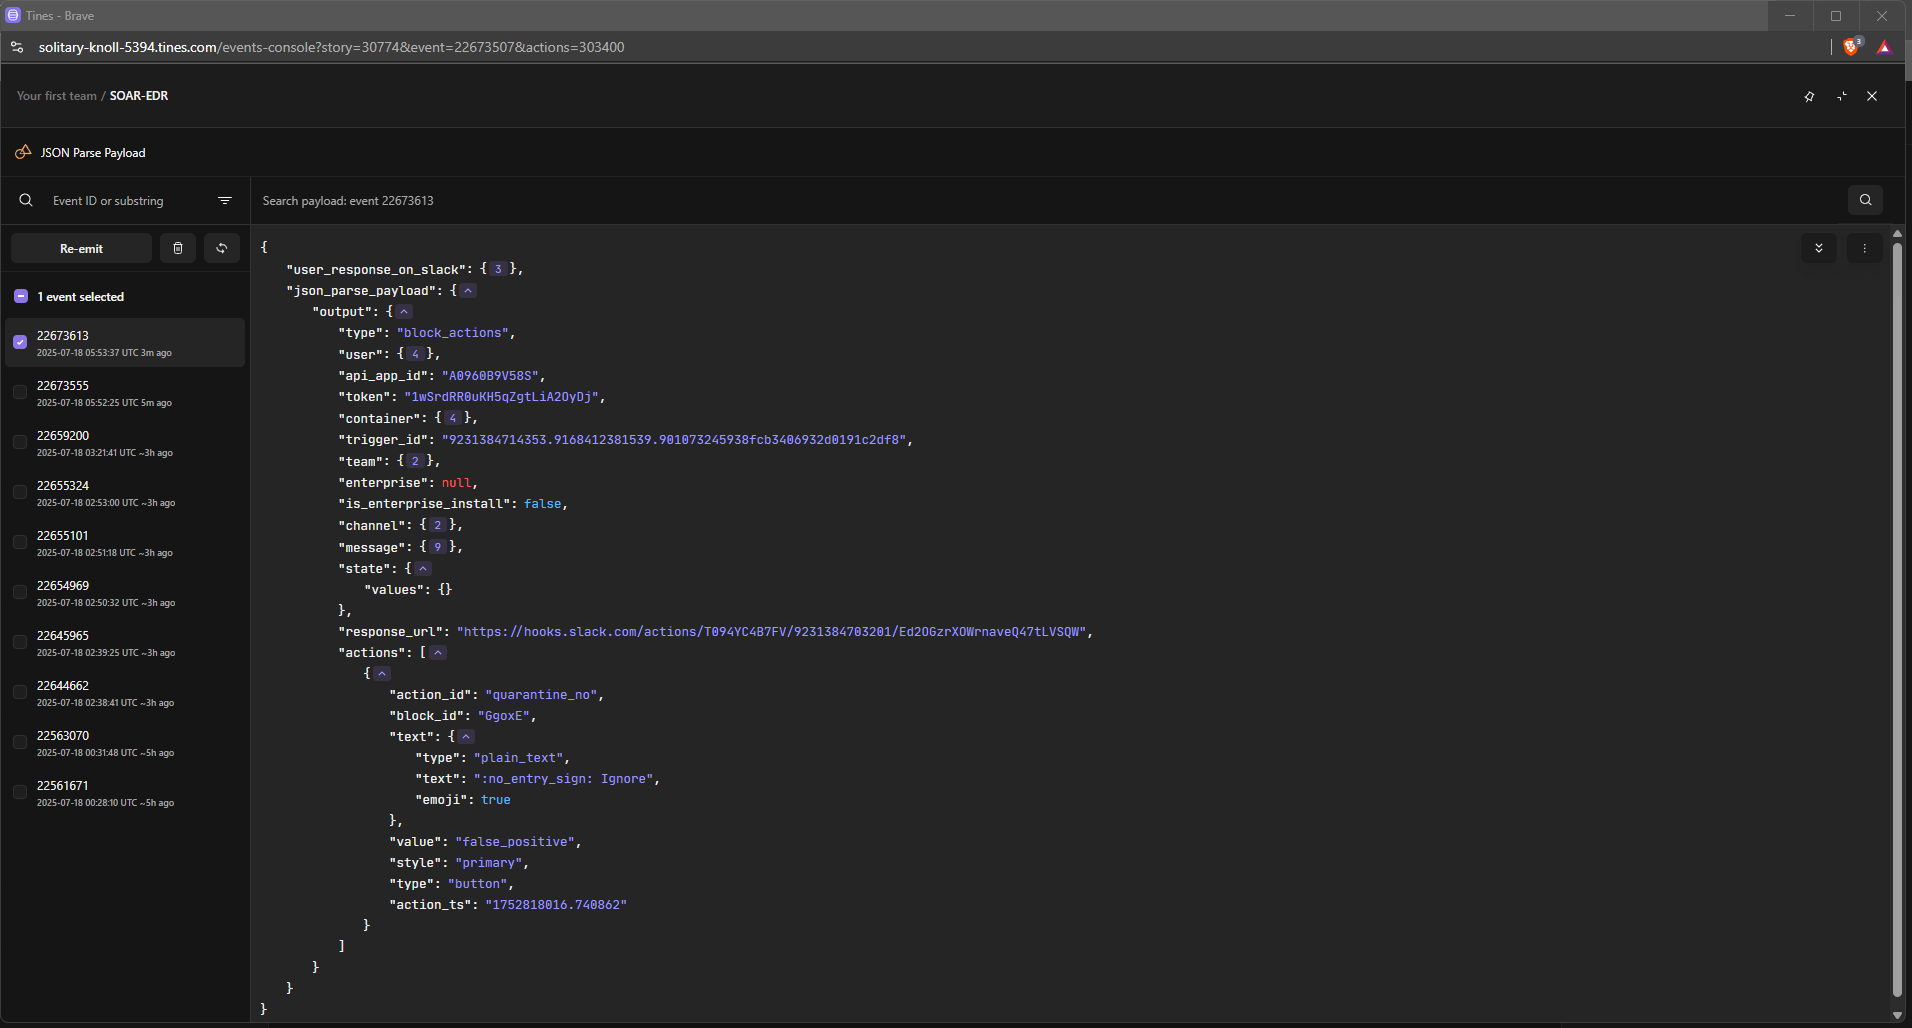 Tines - Brave
solitary-knoll-5394.tines.com/events-console?story=30774&event=22673507&actions=303400
3
Your first team / SOAR-EDR
JSON Parse Payload
Event ID or substring
Search payload: event 22673613
Re-emit
1 event selected
22673613
2025-07-18 05:53:37 UTC 3m ago
22673555
2025-07-18 05:52:25 UTC 5m ago
22659200
2025-07-18 03:21:41 UTC ~3h ago
22655324
2025-07-18 02:53:00 UTC ~3h ago
22655101
2025-07-18 02:51:18 UTC ~3h ago
22654969
2025-07-18 02:50:32 UTC ~3h ago
22645965
2025-07-18 02:39:25 UTC ~3h ago
22644662
2025-07-18 02:38:41 UTC ~3h ago
22563070
2025-07-18 00:31:48 UTC ~5h ago
22561671
2025-07-18 00:28:10 UTC ~5h ago
{
"user_response_on_slack": { 3 },
"json_parse_payload": {
"output": {
"type": "block_actions",
"user": { 4 },
"api_app_id": "A0960B9V58S",
"token": "1wSrdRR0uKH5qZgtLiA2OyDj",
"container": { 4 },
"trigger_id": "9231384714353.9168412381539.901073245938fcb3406932d0191c2df8",
"team": { 2 },
"enterprise": null,
"is_enterprise_install": false,
"channel": { 2 },
"message": { 9 },
"state": {
"values": {}
},
"response_url": "https://hooks.slack.com/actions/T094YC4B7FV/9231384703201/Ed2OGzrXOWrnaveQ47tLVSQW",
"actions": [
{
"action_id": "quarantine_no",
"block_id": "GgoxE",
"text": {
"type": "plain_text",
"text": ":no_entry_sign: Ignore",
"emoji": true
},
"value": "false_positive",
"style": "primary",
"type": "button",
"action_ts": "1752818016.740862"
}
]
}
}
}